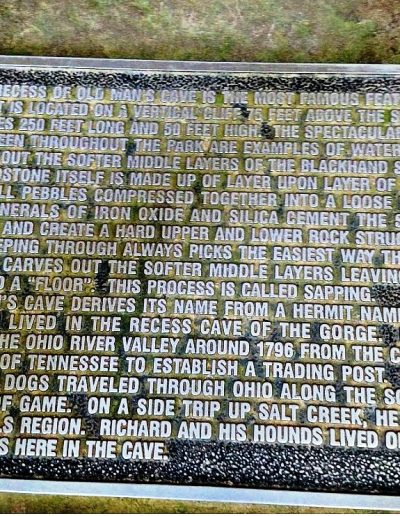 RECESS OF OLD MAN'S CAVE IS THE MOST FAMOUS FEAT
IS LOCATED ON A VERTICAL CLIFF 75 FEET ABOVE THE S
ES 250 FEET LONG AND 50 FEET HIGH. THE SPECTACULAR
EEN THROUGHOUT THE PARK ARE EXAMPLES OF WATER
OUT THE SOFTER MIDDLE LAYERS OF THE BLACKHAND S
DSTONE ITSELF IS MADE UP OF LAYER UPON LAYER OF
LL PEBBLES COMPRESSED TOGETHER INTO A LOOSE
NERALS OF IRON OXIDE AND SILICA CEMENT THE S
AND CREATE A HARD UPPER AND LOWER ROCK STRU
EPING THROUGH ALWAYS PICKS THE EASIEST WAY TH
CARVES OUT THE SOFTER MIDDLE LAYERS LEAVIN
D A "FLOOR". THIS PROCESS IS CALLED SAPPING.
N'S CAVE DERIVES ITS NAME FROM A HERMIT NAM
LIVED IN THE RECESS CAVE OF THE GORGE.
THE OHIO RIVER VALLEY AROUND 1796 FROM THE C
OF TENNESSEE TO ESTABLISH A TRADING POST.
DOGS TRAVELED THROUGH OHIO ALONG THE SC
OF GAME. ON A SIDE TRIP UP SALT CREEK, HE
LS REGION. RICHARD AND HIS HOUNDS LIVED O
S HERE IN THE CAVE.